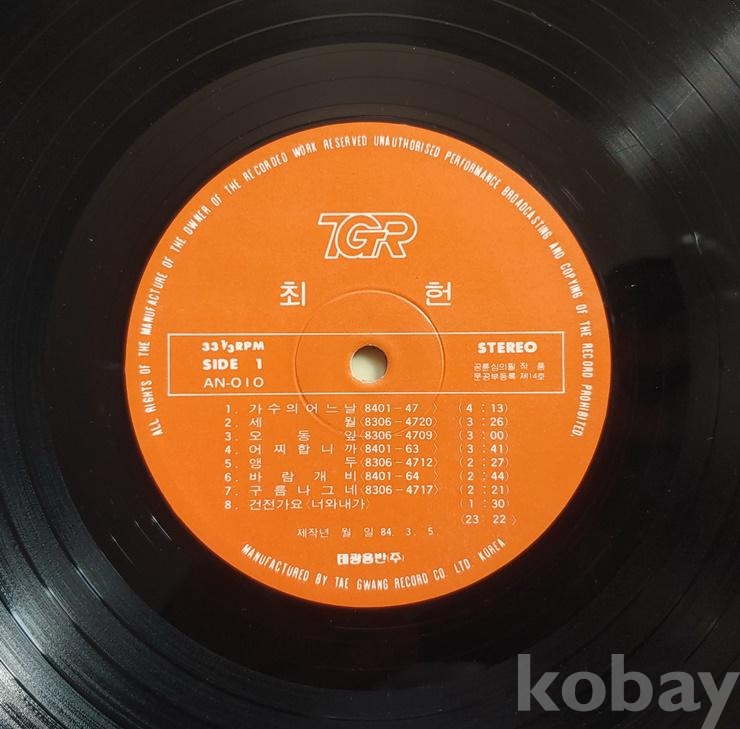 ALL RIGHTS OF THE MANUFACTURE OF THE OWNER OF THE RECORDED WORK RESERVED UNAUTHORISED PERFORMANCE BROADCASTING AND COPYING OF THE RECORD PROHIBITED.
TGR
최 헌
33 1/3 RPM
SIDE 1
AN-010
STEREO
공륜심의필 작품
문공부등록 제14호
1. 가수의어느날〈8401-47〉 〈4:13〉
2. 세 월〈8306-4720〉 〈3:26〉
3. 오 동 잎〈8306-4709〉 〈3:00〉
4. 어찌합니까〈8401-63〉 〈3:41〉
5. 앵 두〈8306-4712〉 〈2:27〉
6. 바람개비〈8401-64〉 〈2:44〉
7. 구름나그네〈8306-4717〉 〈2:21〉
8. 건전가요〈너와내가〉 〈1:30〉
〈23:22〉
제작년 월 일 84. 3. 5.
태광음반(주)
MANUFACTURED BY TAE GWANG RECORD CO. LTD. KOREA
kobay